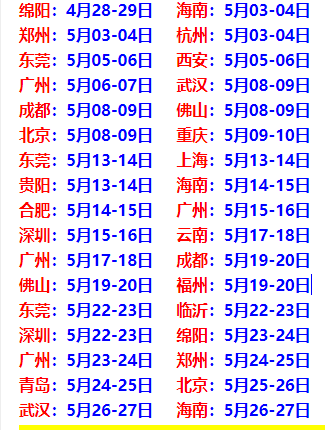 绵阳：4月28-29日 海南：5月03-04日
郑州：5月03-04日 杭州：5月03-04日
东莞：5月05-06日 西安：5月05-06日
广州：5月06-07日 武汉：5月08-09日
成都：5月08-09日 佛山：5月08-09日
北京：5月08-09日 重庆：5月09-10日
东莞：5月13-14日 上海：5月13-14日
贵阳：5月13-14日 海南：5月14-15日
合肥：5月14-15日 广州：5月15-16日
深圳：5月15-16日 云南：5月17-18日
广州：5月17-18日 成都：5月19-20日
佛山：5月19-20日 福州：5月19-20日
东莞：5月22-23日 临沂：5月22-23日
深圳：5月22-23日 绵阳：5月23-24日
广州：5月23-24日 郑州：5月24-25日
青岛：5月24-25日 北京：5月25-26日
武汉：5月26-27日 海南：5月26-27日